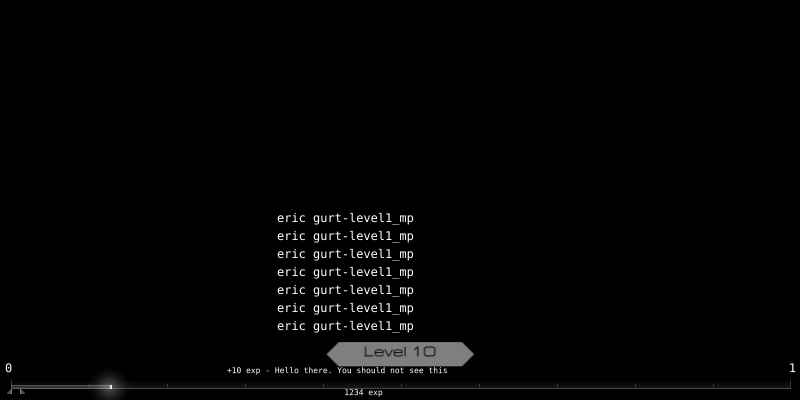 eric gurt-level1_mp
eric gurt-level1_mp
eric gurt-level1_mp
eric gurt-level1_mp
eric gurt-level1_mp
eric gurt-level1_mp
eric gurt-level1_mp
Level 10
0
+10 exp - Hello there. You should not see this
1
1234 exp